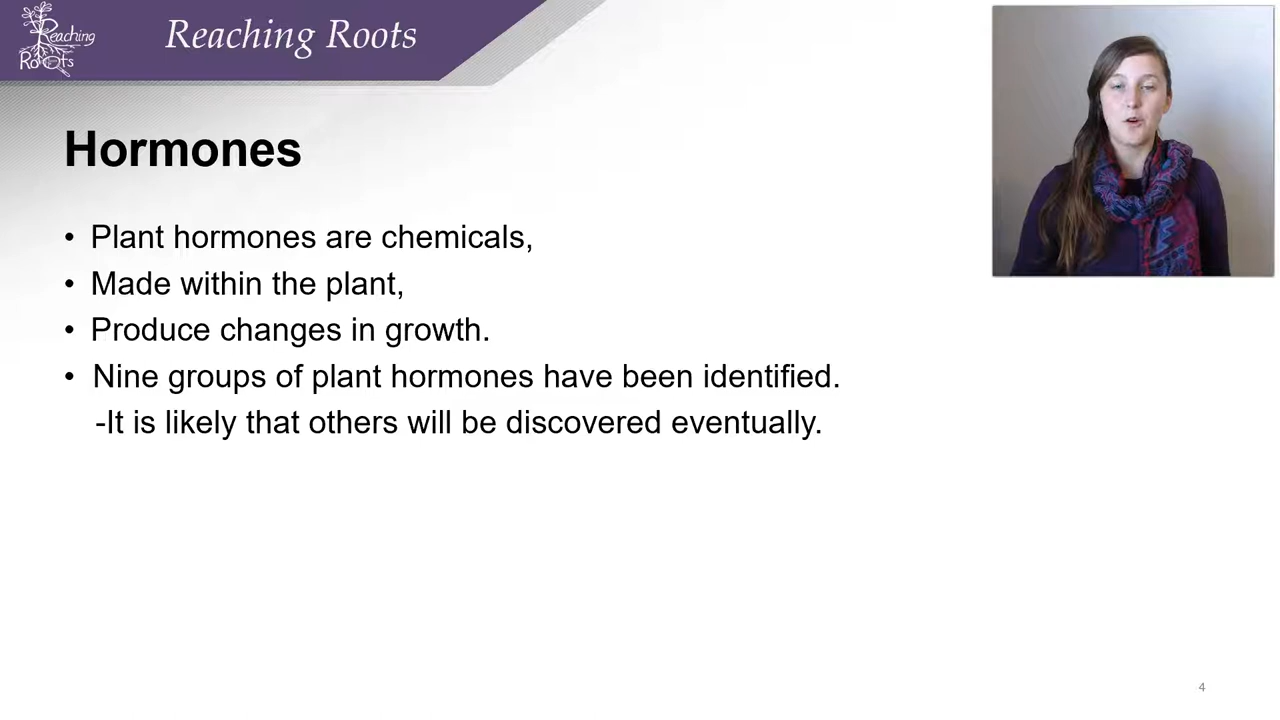 Reaching
Roots
Reaching Roots
Hormones
• Plant hormones are chemicals,
• Made within the plant,
• Produce changes in growth.
• Nine groups of plant hormones have been identified.
-It is likely that others will be discovered eventually.
4